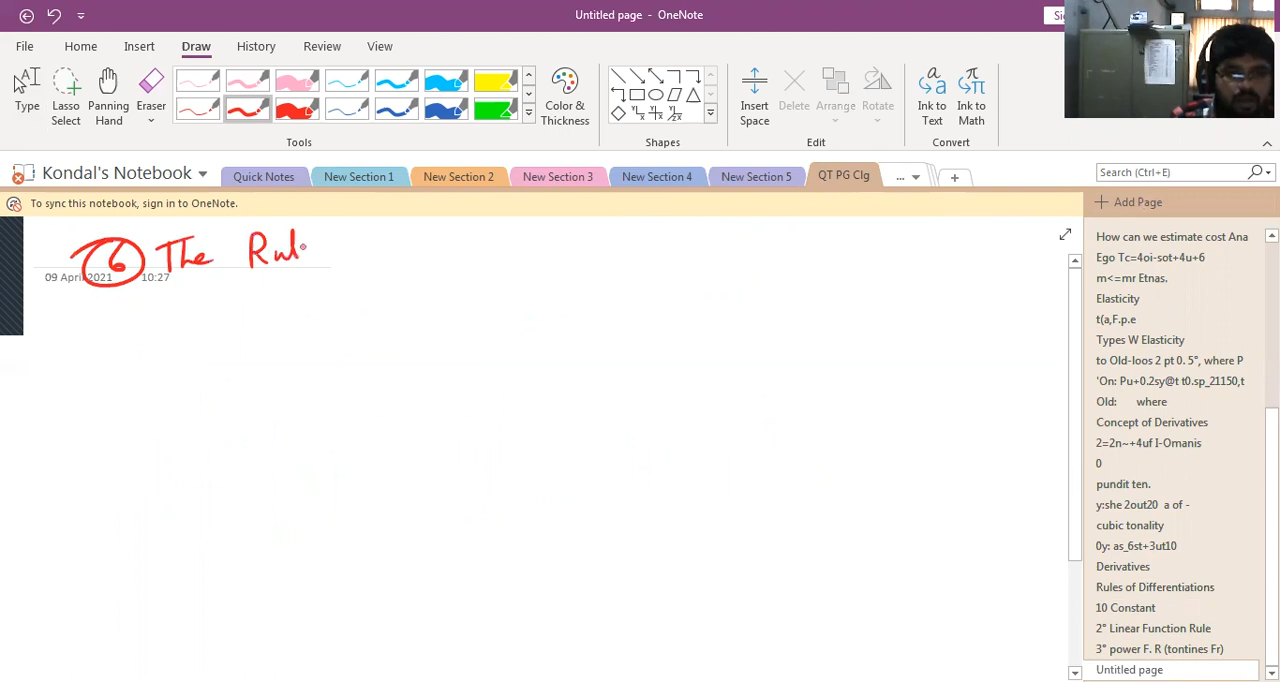 Untitled page - OneNote
File Home Insert Draw History Review View
Type
Lasso Select
Panning Hand
Eraser
Color & Thickness
Insert Space
Delete
Arrange
Rotate
Ink to Text
Ink to Math
Tools
Shapes
Edit
Convert
Kondal's Notebook
Quick Notes
New Section 1
New Section 2
New Section 3
New Section 4
New Section 5
QT PG Clg
...
Search (Ctrl+E)
To sync this notebook, sign in to OneNote.
Add Page
6 The Rul
09 April 2021 10:27
How can we estimate cost Ana
Ego Tc=4oi-sot+4u+6
m<=mr Etnas.
Elasticity
t(a,F.p.e
Types W Elasticity
to Old-loos 2 pt 0. 5°, where P
'On: Pu+0.2sy@t t0.sp_21150,t
Old: where
Concept of Derivatives
2=2n~+4uf I-Omanis
0
pundit ten.
y:she 2out20 a of -
cubic tonality
0y: as_6st+3ut10
Derivatives
Rules of Differentiations
10 Constant
2° Linear Function Rule
3° power F. R (tontines Fr)
Untitled page